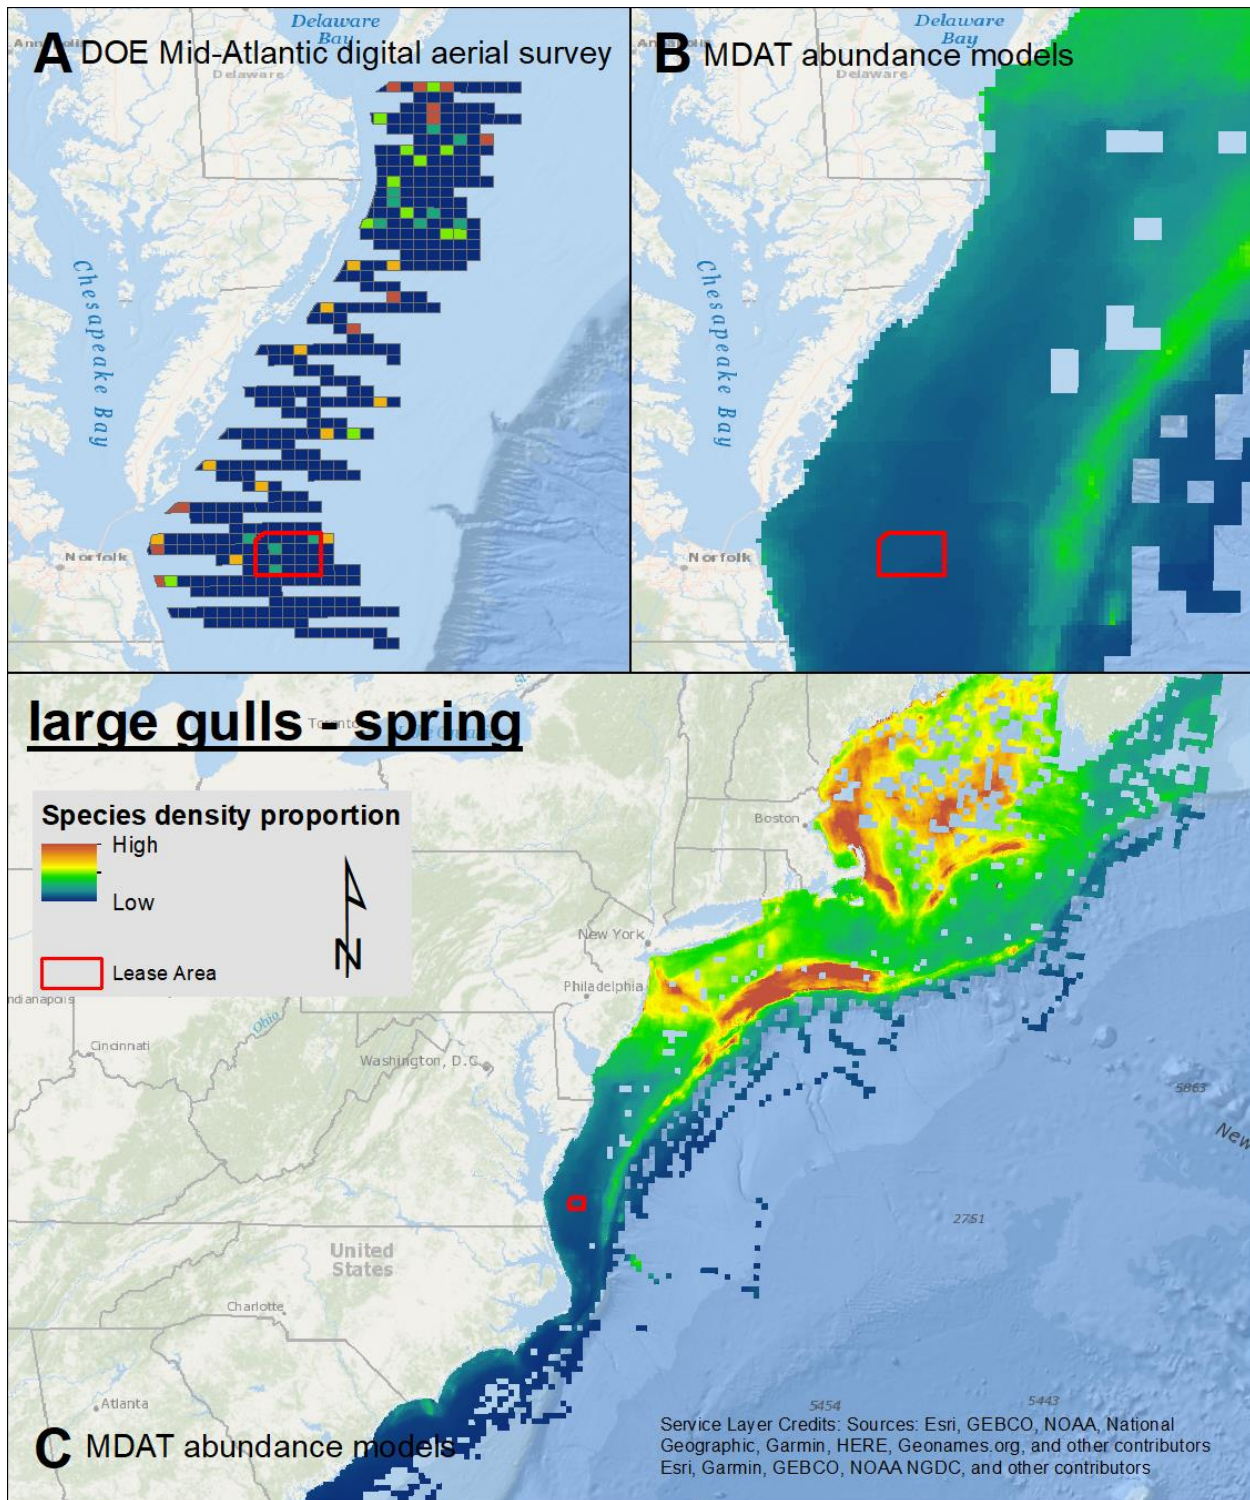 Delaware
Bay
A DOE Mid-Atlantic digital aerial survey
Delaware
Chesapeake Bay
Norfolk
Delaware
Bay
B MDAT abundance models
Delaware
Chesapeake Bay
Norfolk
large gulls - spring
Toronto
Species density proportion
High
Low
N
Lease Area
Boston
New York
Philadelphia
ndianapolis
Ohio
Cincinnati
Washington, D.C.
5863
New
2751
United
States
Charlotte
Atlanta
5454
5443
C MDAT abundance models
Service Layer Credits: Sources: Esri, GEBCO, NOAA, National
Geographic, Garmin, HERE, Geonames.org, and other contributors
Esri, Garmin, GEBCO, NOAA NGDC, and other contributors